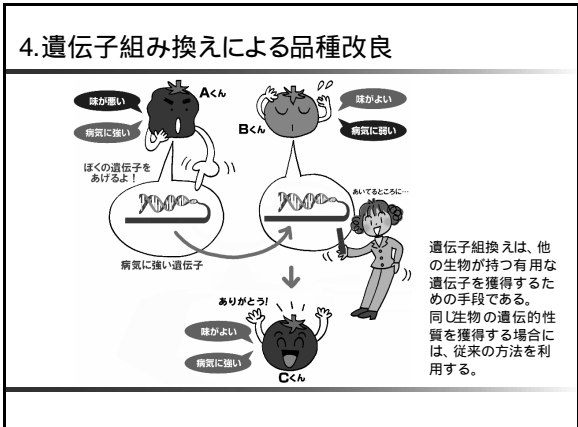 4.遺伝子組み換えによる品種改良
味が悪い
Aくん
病気に強い
ぼくの遺伝子を
あげるよ！
病気に強い遺伝子
Bくん
味がよい
病気に弱い
あいてるところに…
ありがとう!
味がよい
病気に強い
Cくん
遺伝子組換えは、他
の生物が持つ有用な
遺伝子を獲得するた
めの手段である。
同じ生物の遺伝的性
質を獲得する場合に
は、従来の方法を利
用する。